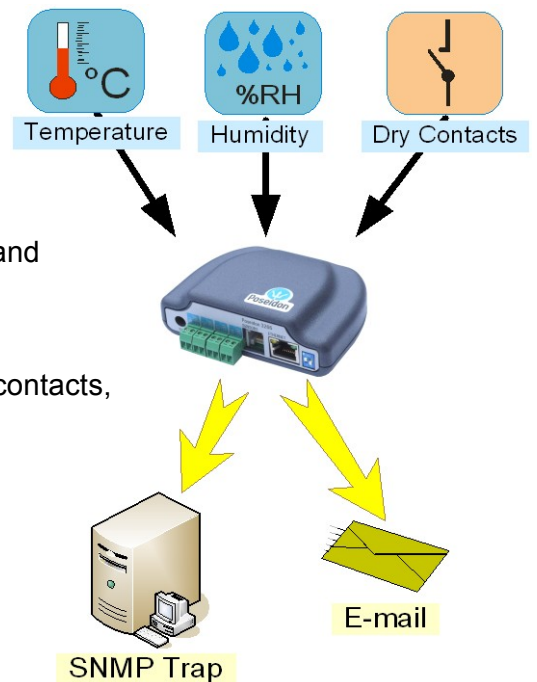 °C
%RH
Temperature
Humidity
Dry Contacts
and
Poseidon
contacts,
E-mail
SNMP Trap